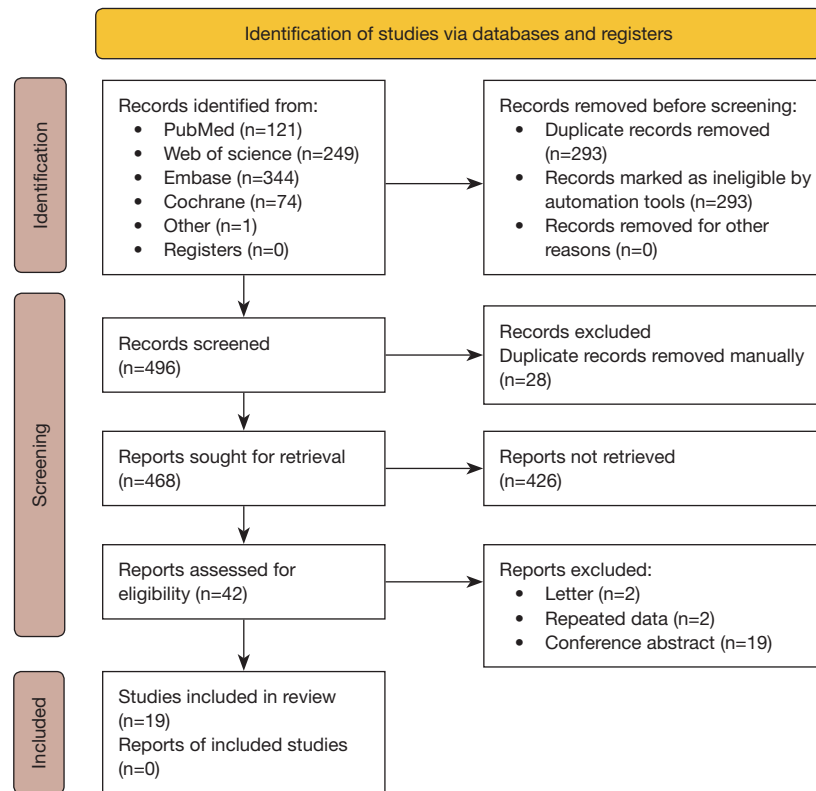 Identification of studies via databases and registers
Identification
Records identified from:
• PubMed (n=121)
• Web of science (n=249)
• Embase (n=344)
• Cochrane (n=74)
• Other (n=1)
• Registers (n=0)
Records removed before screening:
• Duplicate records removed
(n=293)
• Records marked as ineligible by
automation tools (n=293)
• Records removed for other
reasons (n=0)
Screening
Records screened
(n=496)
Records excluded
Duplicate records removed manually
(n=28)
Reports sought for retrieval
(n=468)
Reports not retrieved
(n=426)
Reports assessed for
eligibility (n=42)
Reports excluded:
• Letter (n=2)
• Repeated data (n=2)
• Conference abstract (n=19)
Included
Studies included in review
(n=19)
Reports of included studies
(n=0)